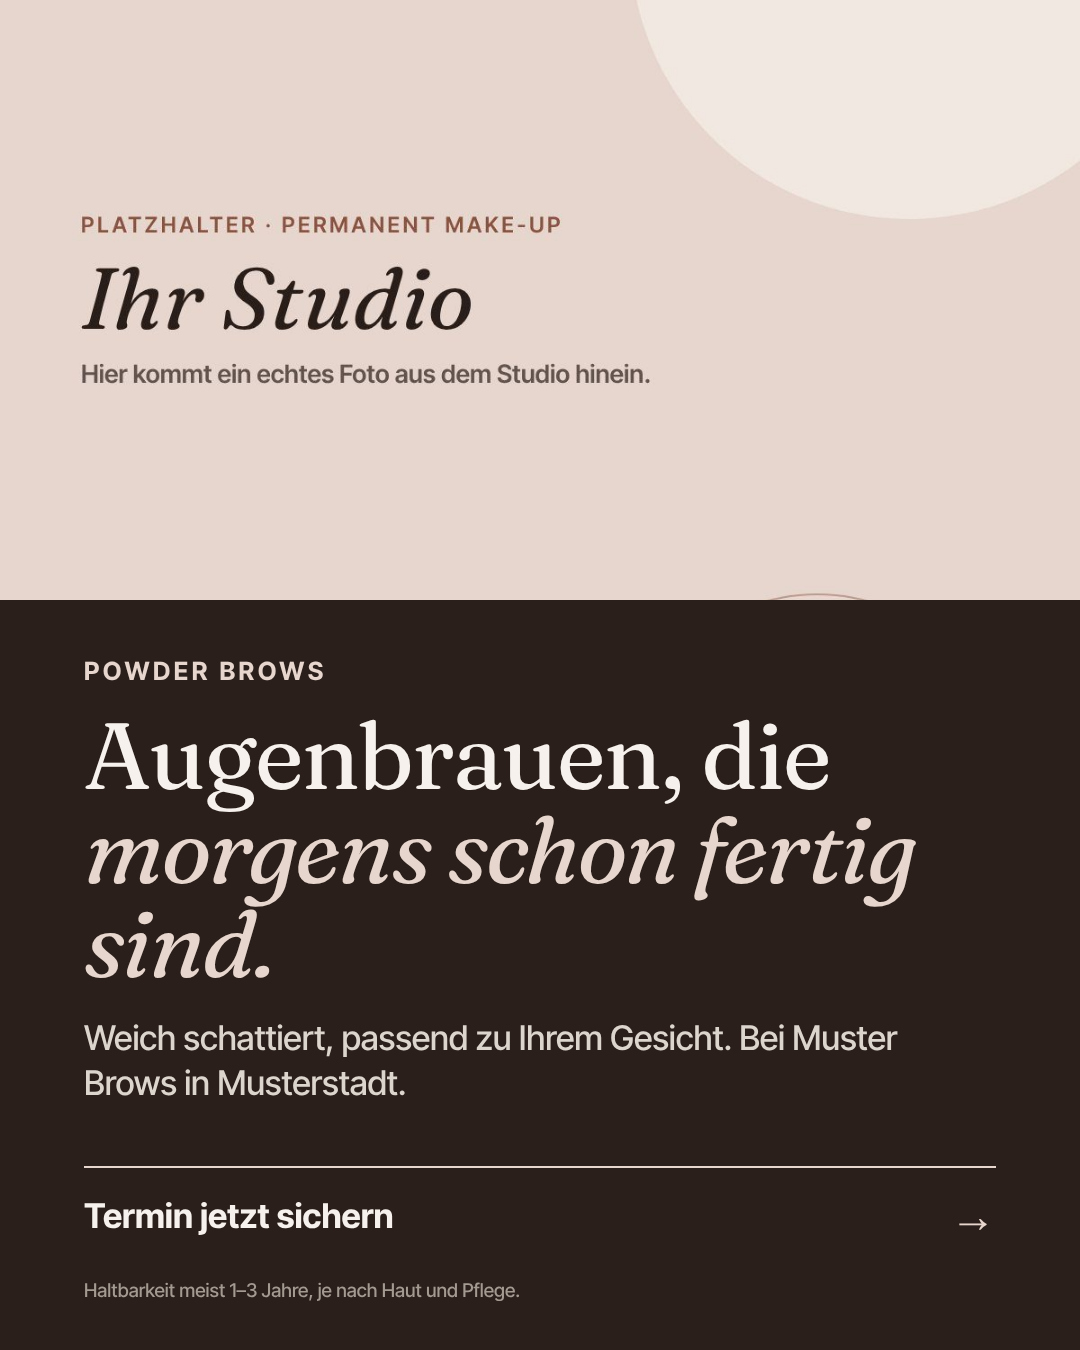 PLATZHALTER · PERMANENT MAKE-UP
Ihr Studio
Hier kommt ein echtes Foto aus dem Studio hinein.
POWDER BROWS
Augenbrauen, die
morgens schon fertig
sind.
Weich schattiert, passend zu Ihrem Gesicht. Bei Muster
Brows in Musterstadt.
Termin jetzt sichern →
Haltbarkeit meist 1–3 Jahre, je nach Haut und Pflege.